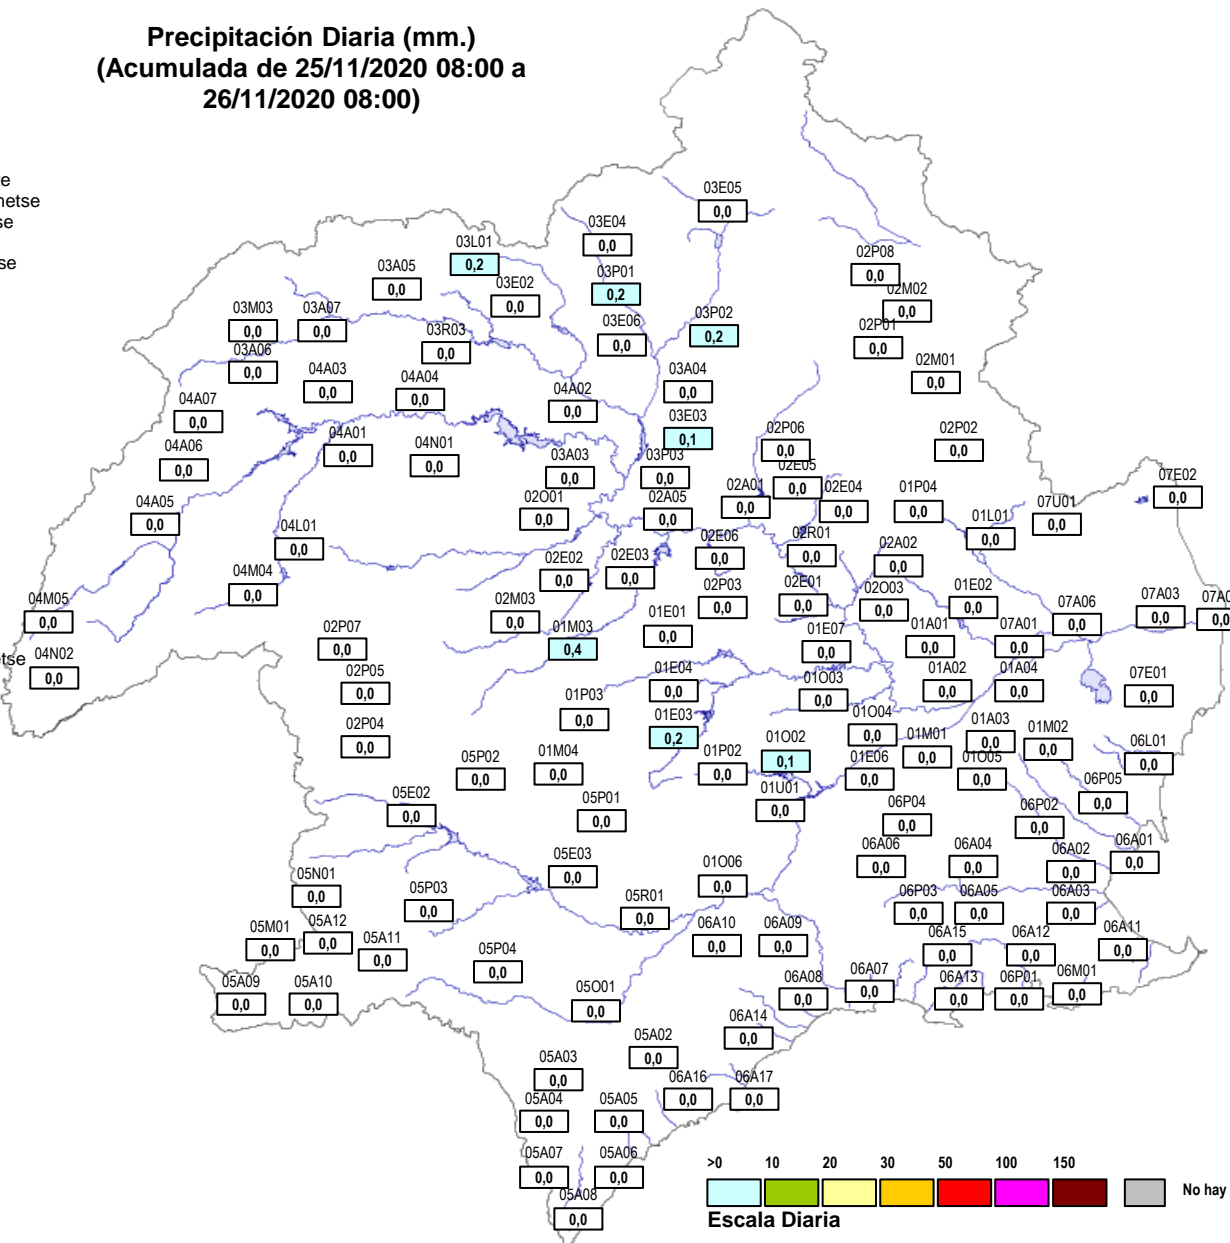 Precipitación Diaria (mm.)
(Acumulada de 25/11/2020 08:00 a
26/11/2020 08:00)
te
netse
se
se
etse
03E05
0,0
03E04
0,0
03L01
0,2
03A05
0,0
03E02
0,0
03P01
0,2
02P08
0,0
02M02
0,0
03M03
0,0
03A07
0,0
03R03
0,0
03E06
0,0
03P02
0,2
02P01
0,0
03A06
0,0
04A03
0,0
04A04
0,0
04A02
0,0
03A04
0,0
02M01
0,0
04A07
0,0
03E03
0,1
04A06
0,0
04A01
0,0
04N01
0,0
03A03
0,0
03P03
0,0
02P06
0,0
02P02
0,0
02E05
0,0
07E02
0,0
04A05
0,0
02O01
0,0
02A05
0,0
02A01
0,0
02E04
0,0
01P04
0,0
07U01
0,0
04L01
0,0
01L01
0,0
02E06
0,0
02R01
0,0
02A02
0,0
02E02
0,0
02E03
0,0
04M04
0,0
04M05
0,0
02M03
0,0
02P03
0,0
02E01
0,0
02O03
0,0
01E02
0,0
07A06
0,0
07A03
0,0
07A0
0,0
02P07
0,0
01M03
0,4
01E01
0,0
01E07
0,0
01A01
0,0
07A01
0,0
04N02
0,0
02P05
0,0
01E04
0,0
01O03
0,0
01A02
0,0
01A04
0,0
07E01
0,0
01P03
0,0
02P04
0,0
01E03
0,2
01O04
0,0
01M01
0,0
01A03
0,0
01M02
0,0
05P02
0,0
01M04
0,0
01P02
0,0
01O02
0,1
01E06
0,0
01O05
0,0
06L01
0,0
05E02
0,0
05P01
0,0
01U01
0,0
06P04
0,0
06P02
0,0
06P05
0,0
05E03
0,0
01O06
0,0
06A06
0,0
06A04
0,0
06A02
0,0
06A01
0,0
05N01
0,0
05P03
0,0
05R01
0,0
06P03
0,0
06A05
0,0
06A03
0,0
05M01
0,0
05A12
0,0
05A11
0,0
05P04
0,0
06A10
0,0
06A09
0,0
06A15
0,0
06A12
0,0
06A11
0,0
05A09
0,0
05A10
0,0
05O01
0,0
06A08
0,0
06A07
0,0
06A13
0,0
06P01
0,0
06M01
0,0
05A02
0,0
06A14
0,0
05A03
0,0
06A16
0,0
06A17
0,0
05A04
0,0
05A05
0,0
05A07
0,0
05A06
0,0
05A08
0,0
>0 10 20 30 50 100 150
No hay
Escala Diaria